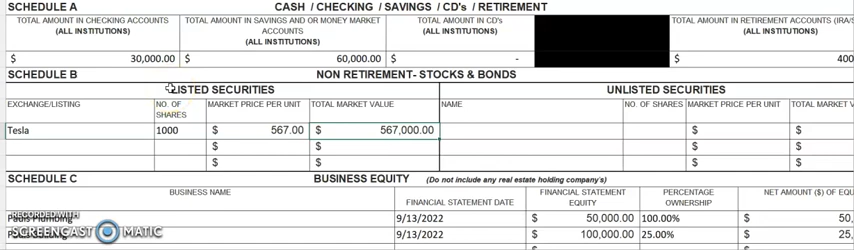 SCHEDULE A CASH / CHECKING / SAVINGS / CD's / RETIREMENT
TOTAL AMOUNT IN CHECKING ACCOUNTS TOTAL AMOUNT IN SAVINGS AND OR MONEY MARKET TOTAL AMOUNT IN CD's TOTAL AMOUNT IN RETIREMENT ACCOUNTS
(ALL INSTITUTIONS) ACCOUNTS (ALL INSTITUTIONS) (ALL INSTITUTIONS)
(ALL INSTITUTIONS)
$ 30,000.00 $ 60,000.00 $ - $ 400
SCHEDULE B NON RETIREMENT- STOCKS & BONDS
LISTED SECURITIES UNLISTED SECURITIES
EXCHANGE/LISTING NO. OF MARKET PRICE PER UNIT TOTAL MARKET VALUE NAME NO. OF SHARES MARKET PRICE PER UNIT TOTAL MARKET
SHARES
Tesla 1000 $ 567.00 $ 567,000.00 $ $
$ $ $ $
$ $ $ $
SCHEDULE C BUSINESS EQUITY (Do not include any real estate holding company's)
BUSINESS NAME FINANCIAL STATEMENT PERCENTAGE NET AMOUNT ($) OF
FINANCIAL STATEMENT DATE EQUITY OWNERSHIP
Pauls Plumbing 9/13/2022 $ 50,000.00 100.00% $ 50,
9/13/2022 $ 100,000.00 25.00% $ 25,
RECORDED WITH
SCREENCAST MATIC